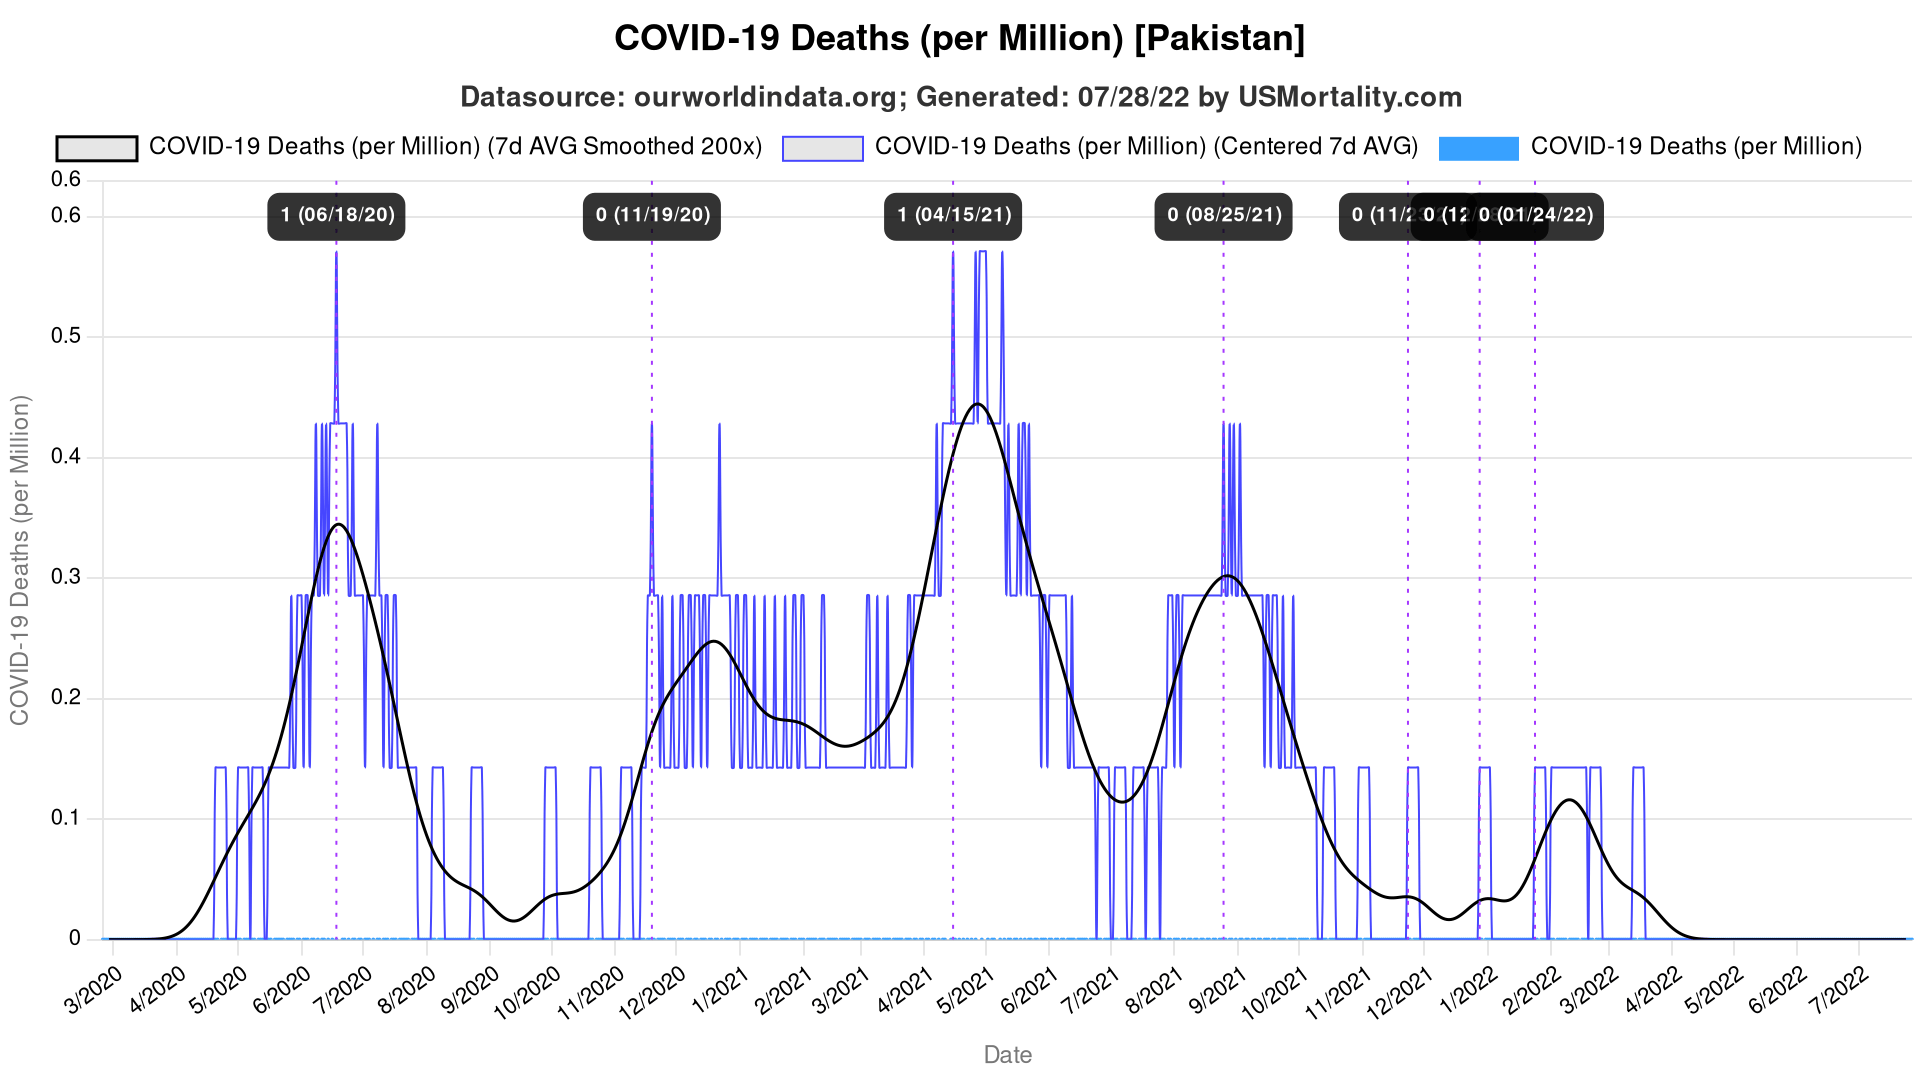 COVID-19 Deaths (per Million) [Pakistan]
Datasource: ourworldindata.org; Generated: 07/28/22 by USMortality.com
COVID-19 Deaths (per Million) (7d AVG Smoothed 200x) COVID-19 Deaths (per Million) (Centered 7d AVG) COVID-19 Deaths (per Million)
0.6
0.6
1 (06/18/20) 0 (11/19/20) 1 (04/15/21) 0 (08/25/21) 0 (11/2 0 (12/ 0 (01/24/22)
0.5
0.4
0.3
0.2
0.1
0
COVID-19 Deaths (per Million)
3/2020 4/2020 5/2020 6/2020 7/2020 8/2020 9/2020 10/2020 11/2020 12/2020 1/2021 2/2021 3/2021 4/2021 5/2021 6/2021 7/2021 8/2021 9/2021 10/2021 11/2021 12/2021 1/2022 2/2022 3/2022 4/2022 5/2022 6/2022 7/2022
Date